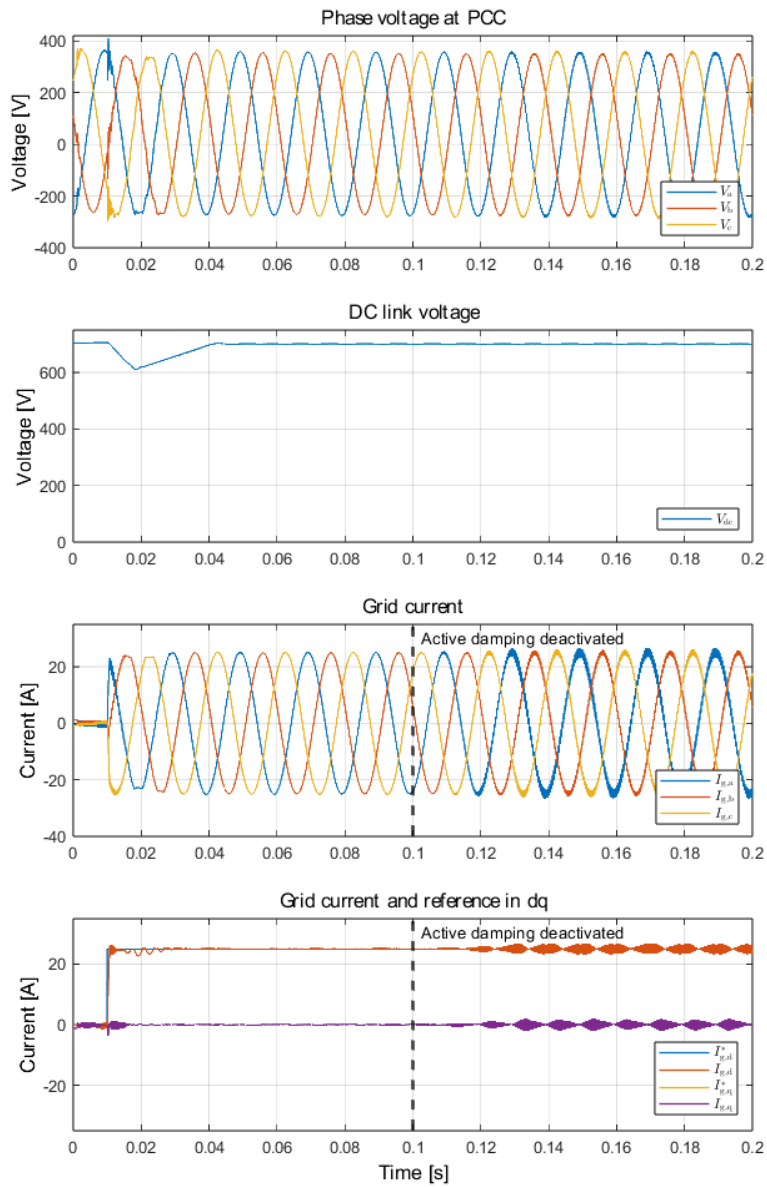 Phase voltage at PCC
400
200
0
-200
-400
Voltage [V]
V_a
V_b
V_c
0 0.02 0.04 0.06 0.08 0.1 0.12 0.14 0.16 0.18 0.2
DC link voltage
600
400
200
0
Voltage [V]
V_dc
0 0.02 0.04 0.06 0.08 0.1 0.12 0.14 0.16 0.18 0.2
Grid current
Active damping deactivated
20
0
-20
-40
Current [A]
I_g,a
I_g,b
I_g,c
0 0.02 0.04 0.06 0.08 0.1 0.12 0.14 0.16 0.18 0.2
Grid current and reference in dq
Active damping deactivated
20
0
-20
Current [A]
I*_g,d
I_g,d
I*_g,q
I_g,q
0 0.02 0.04 0.06 0.08 0.1 0.12 0.14 0.16 0.18 0.2
Time [s]